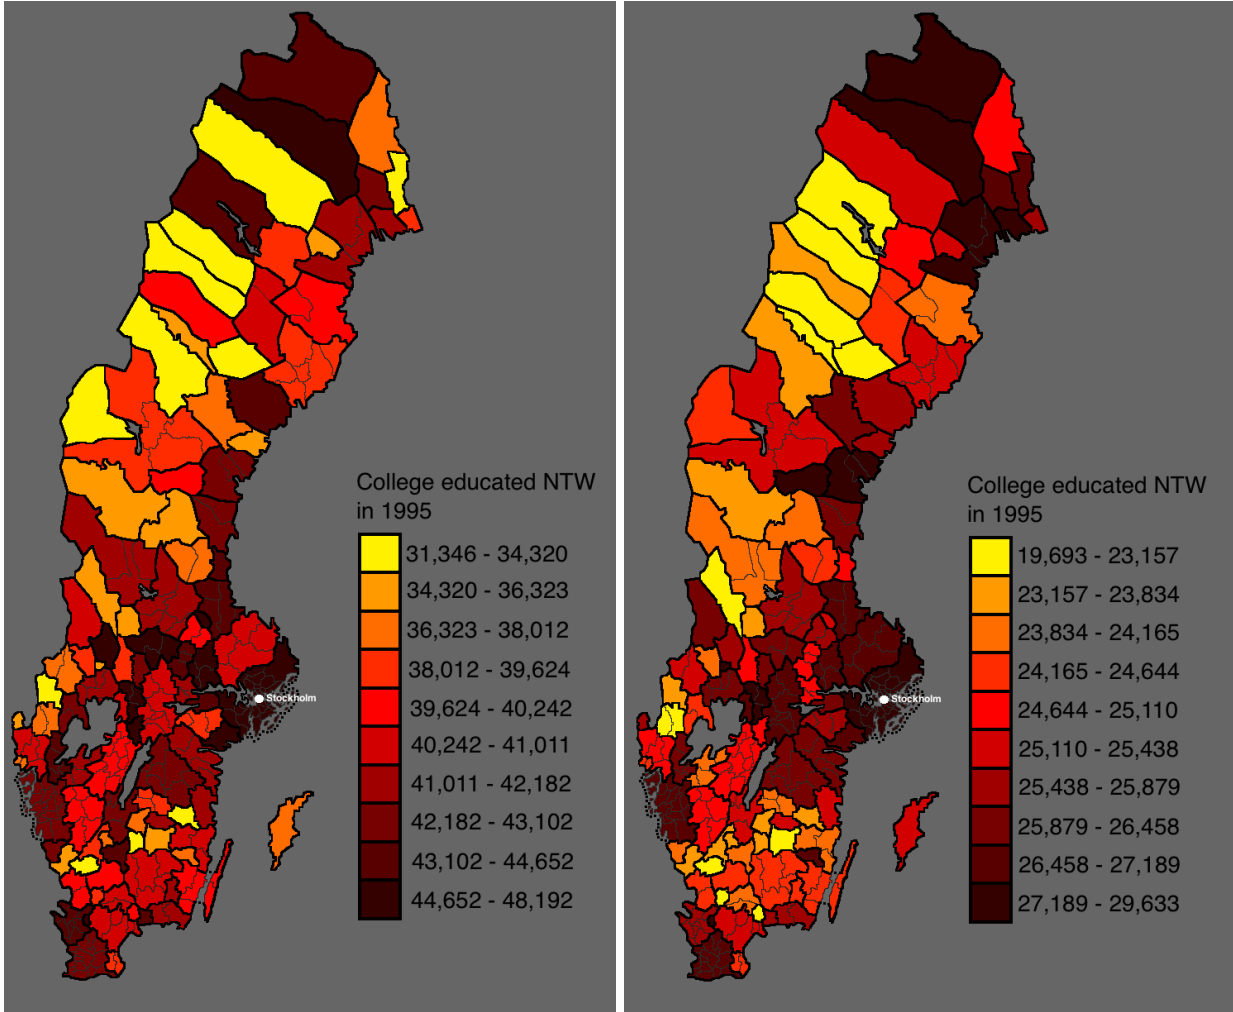 College educated NTW
in 1995
31,346 - 34,320
34,320 - 36,323
36,323 - 38,012
38,012 - 39,624
39,624 - 40,242
40,242 - 41,011
41,011 - 42,182
42,182 - 43,102
43,102 - 44,652
44,652 - 48,192
Stockholm
College educated NTW
in 1995
19,693 - 23,157
23,157 - 23,834
23,834 - 24,165
24,165 - 24,644
24,644 - 25,110
25,110 - 25,438
25,438 - 25,879
25,879 - 26,458
26,458 - 27,189
27,189 - 29,633
Stockholm